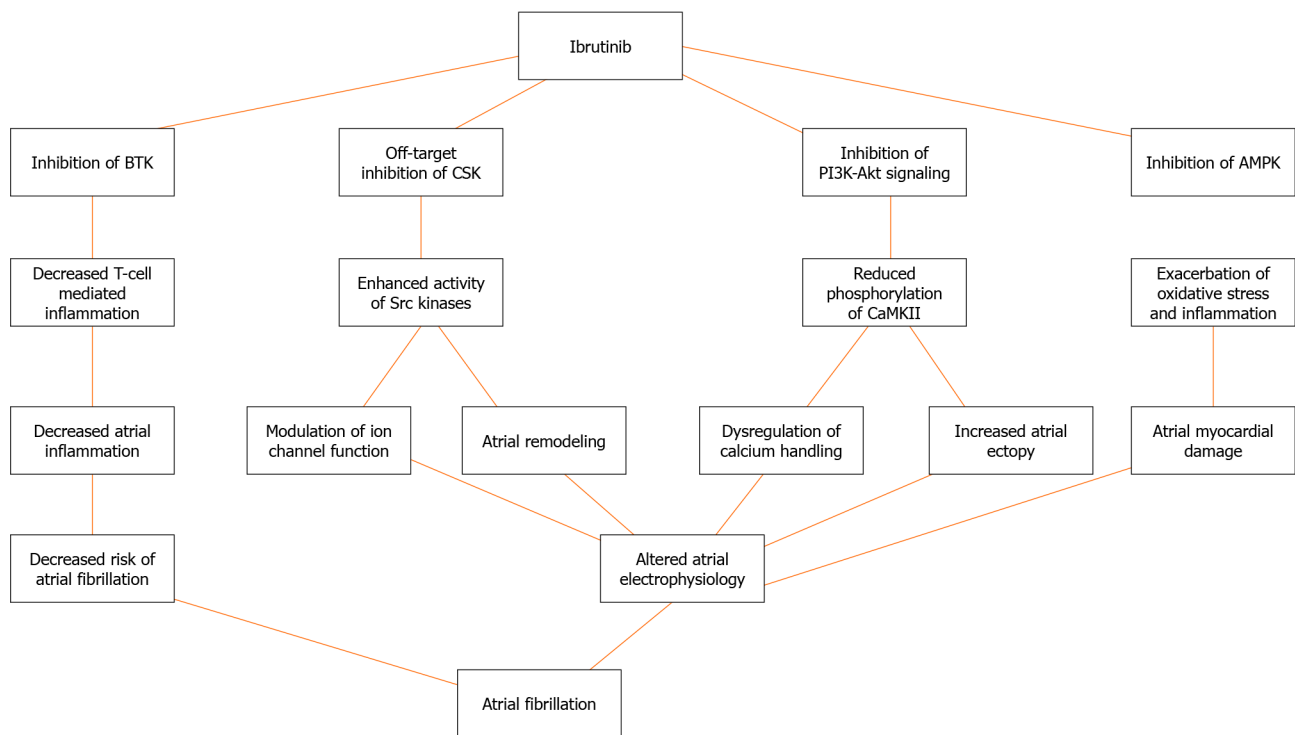 Ibrutinib
Inhibition of BTK
Off-target
inhibition of CSK
Inhibition of
PI3K-Akt signaling
Inhibition of AMPK
Decreased T-cell
mediated
inflammation
Enhanced activity
of Src kinases
Reduced
phosphorylation
of CaMKII
Exacerbation of
oxidative stress
and inflammation
Decreased atrial
inflammation
Modulation of ion
channel function
Atrial remodeling
Dysregulation of
calcium handling
Increased atrial
ectopy
Atrial myocardial
damage
Decreased risk of
atrial fibrillation
Altered atrial
electrophysiology
Atrial fibrillation